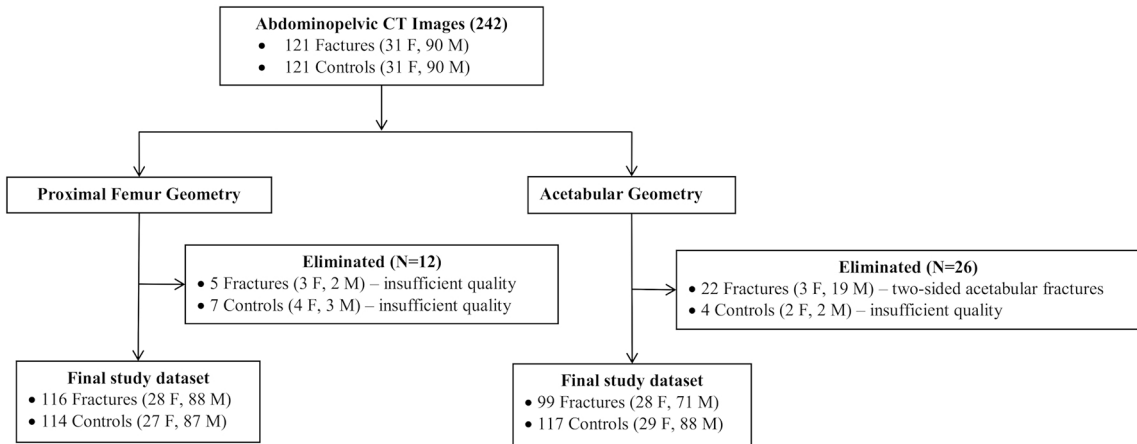 Abdominopelvic CT Images (242)
• 121 Factures (31 F, 90 M)
• 121 Controls (31 F, 90 M)
Proximal Femur Geometry
Acetabular Geometry
Eliminated (N=12)
• 5 Fractures (3 F, 2 M) – insufficient quality
• 7 Controls (4 F, 3 M) – insufficient quality
Eliminated (N=26)
• 22 Fractures (3 F, 19 M) – two-sided acetabular fractures
• 4 Controls (2 F, 2 M) – insufficient quality
Final study dataset
• 116 Fractures (28 F, 88 M)
• 114 Controls (27 F, 87 M)
Final study dataset
• 99 Fractures (28 F, 71 M)
• 117 Controls (29 F, 88 M)